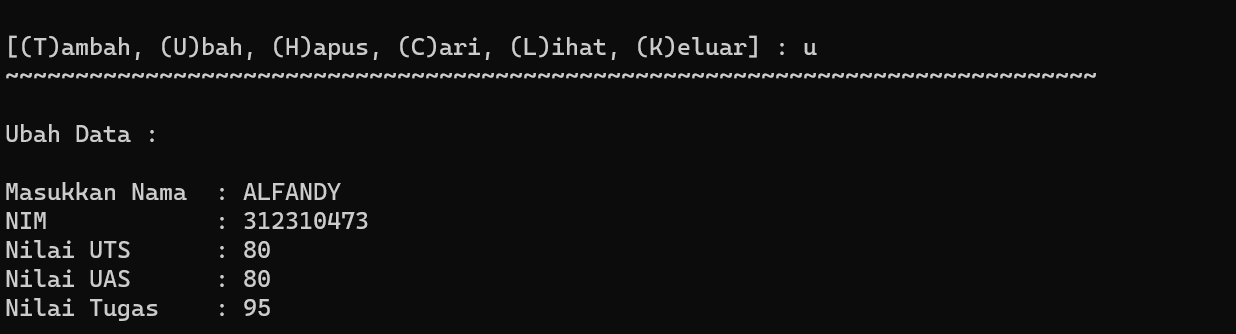 [(T)ambah, (U)bah, (H)apus, (C)ari, (L)ihat, (K)eluar] : u
~~~~~~~~~~~~~~~~~~~~~~~~~~~~~~~~~~~~~~~~~~~~~~~~~~~~~~~~~~~~~~~~~~~~~~~~~~~~~~
Ubah Data :
Masukkan Nama  : ALFANDY
NIM            : 312310473
Nilai UTS      : 80
Nilai UAS      : 80
Nilai Tugas    : 95